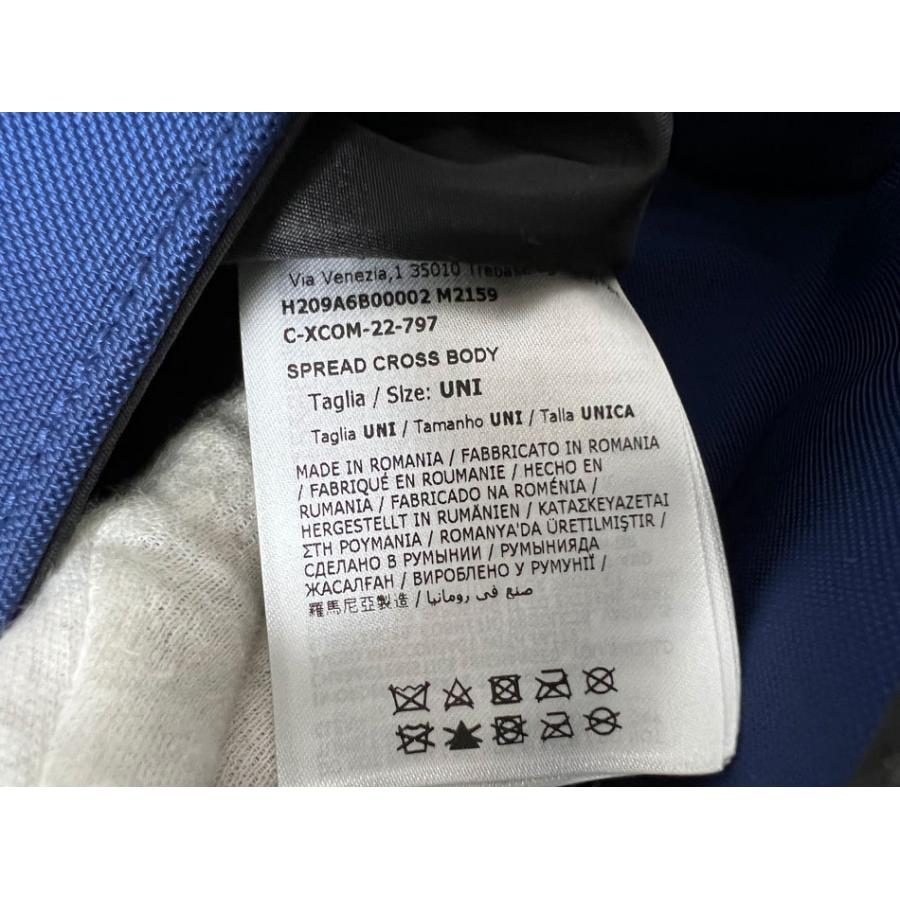 Via Venezia,1 35010
H209A6B00002 M2159
C-XCOM-22-797
SPREAD CROSS BODY
Taglia / Size: UNI
Taglia UNI / Tamanho UNI / Talla UNICA
MADE IN ROMANIA / FABBRICATO IN ROMANIA
/ FABRIQUÉ EN ROUMANIE / HECHO EN
RUMANIA / FABRICADO NA ROMÉNIA /
HERGESTELLT IN RUMÄNIEN / ΚΑΤΑΣΚΕΥΑΖΕΤΑΙ
ΣΤΗ ΡΟΥΜΑΝΙΑ / ROMANYA'DA ÜRETILMIŞTIR /
СДЕЛАНО В РУМЫНИИ / РУМЫНИЯДА
ЖАСАЛҒАН / ВИРОБЛЕНО У РУМУНІЇ /
羅馬尼亞製造 / صنع في رومانيا